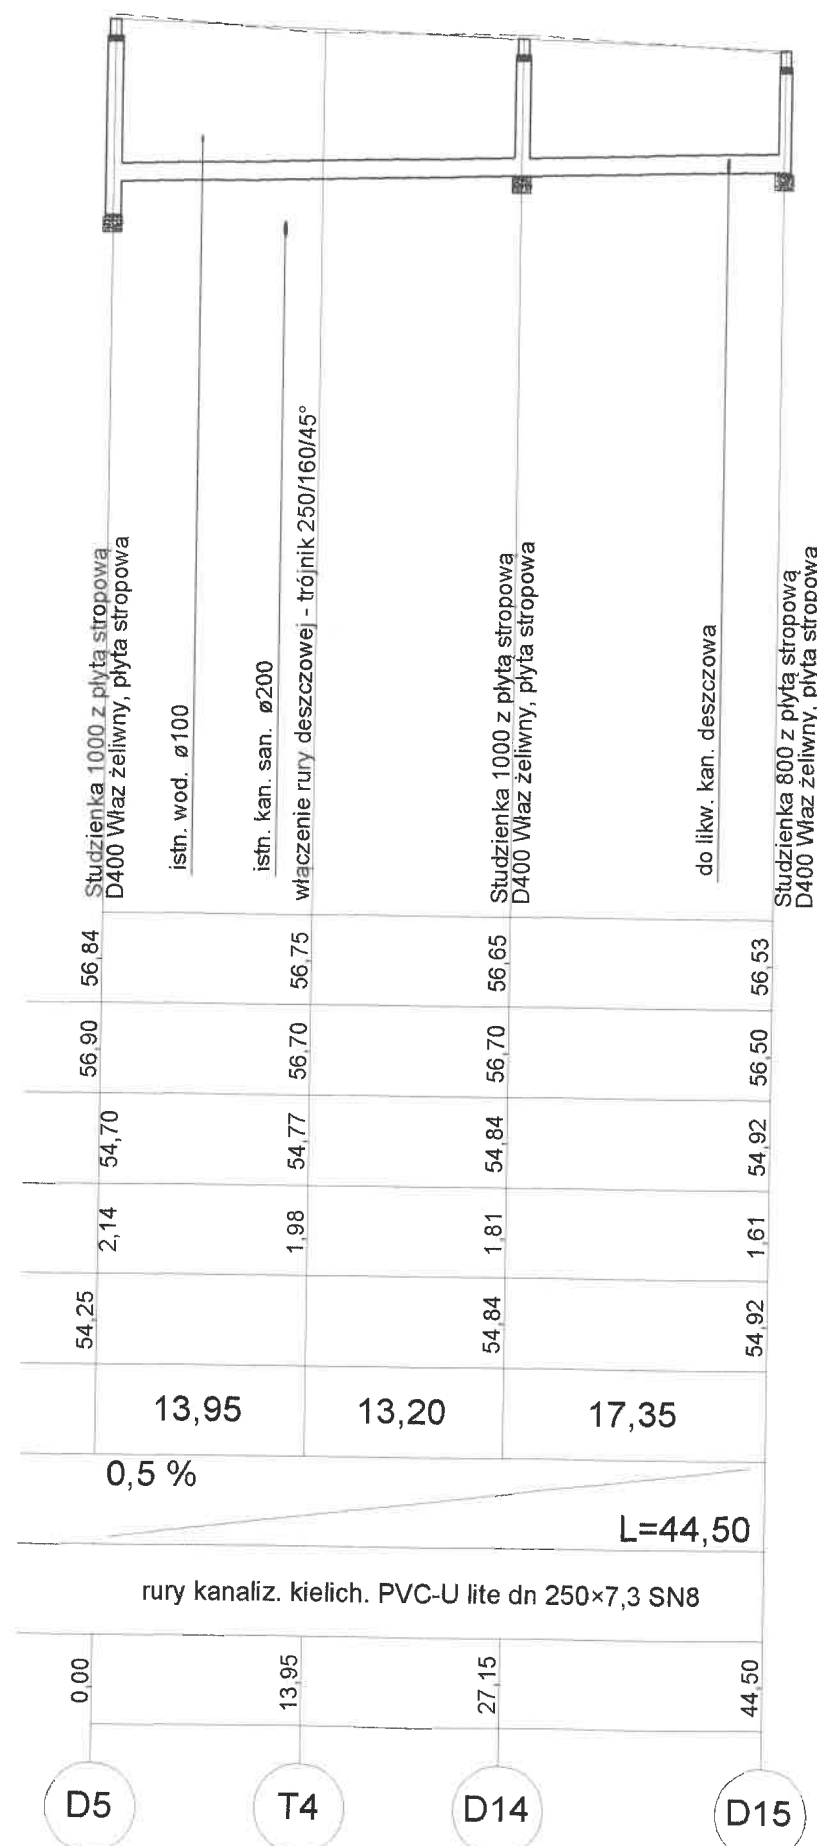 Studzienka 1000 z płytą stropową
D400 Właz żeliwny, płyta stropowa
istn. wod. ø100
istn. kan. san. ø200
włączenie rury deszczowej - trójnik 250/160/45°
Studzienka 1000 z płytą stropową
D400 Właz żeliwny, płyta stropowa
do likw. kan. deszczowa
Studzienka 800 z płytą stropową
D400 Właz żeliwny, płyta stropowa
56,84 56,75 56,65 56,53
56,90 56,70 56,70 56,50
54,70 54,77 54,84 54,92
2,14 1,98 1,81 1,61
54,25 54,84 54,92
13,95 13,20 17,35
0,5 %
L=44,50
rury kanaliz. kielich. PVC-U lite dn 250×7,3 SN8
0,00 13,95 27,15 44,50
D5 T4 D14 D15